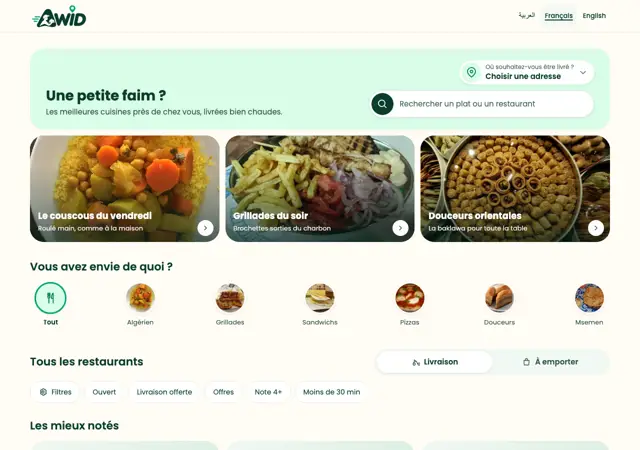 AWID
العربية
Français
English
Où souhaitez-vous être livré ?
Choisir une adresse
Une petite faim ?
Les meilleures cuisines près de chez vous, livrées bien chaudes.
Rechercher un plat ou un restaurant
Le couscous du vendredi
Roulé main, comme à la maison
Grillades du soir
Brochettes sorties du charbon
Douceurs orientales
La baklawa pour toute la table
Vous avez envie de quoi ?
Tout
Algérien
Grillades
Sandwichs
Pizzas
Douceurs
Msemen
Tous les restaurants
Livraison
À emporter
Filtres
Ouvert
Livraison offerte
Offres
Note 4+
Moins de 30 min
Les mieux notés